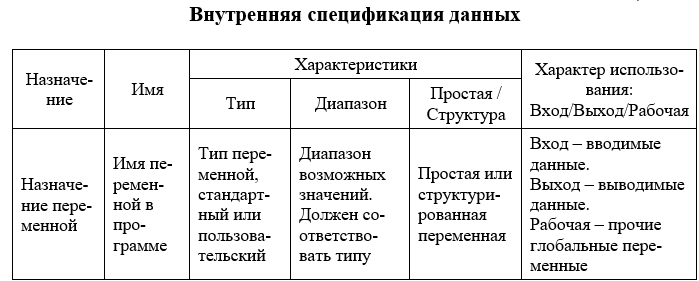 Внутренняя спецификация данных
Назначе-
ние
Имя
Характеристики
Тип
Диапазон
Простая /
Структура
Характер использо-
вания:
Вход/Выход/Рабочая
Назначе-
ние пере-
менной
Имя пе-
ремен-
ной в
про-
грамме
Тип пере-
менной,
стандарт-
ный или
пользова-
тельский
Диапазон
возможных
значений.
Должен со-
ответство-
вать типу
Простая или
структури-
рованная
переменная
Вход – вводимые
данные.
Выход – выводимые
данные.
Рабочая – прочие
глобальные пере-
менные